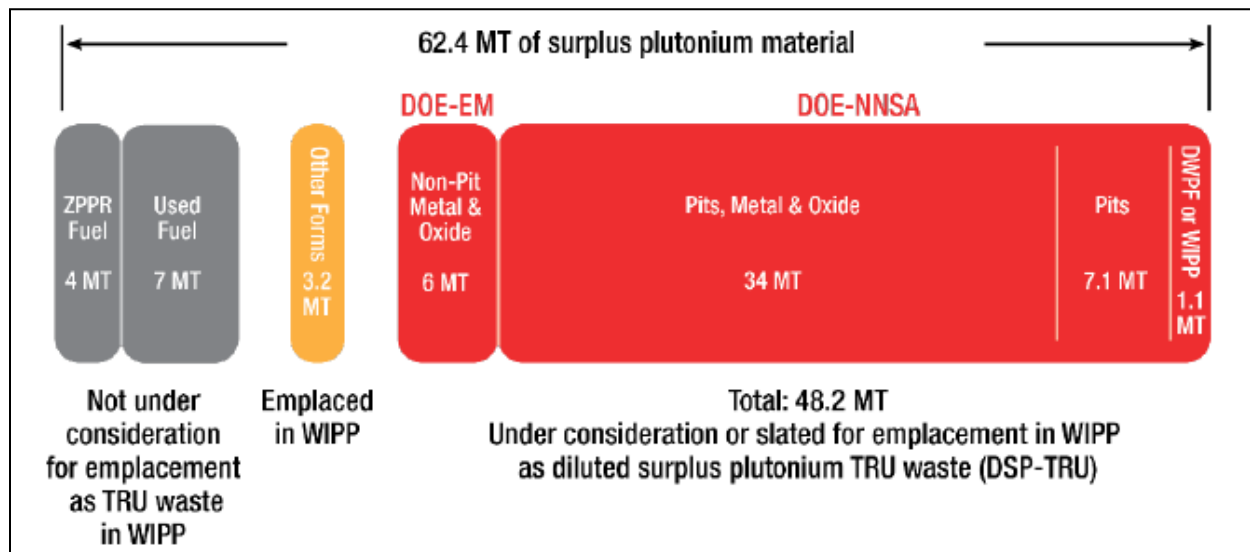 62.4 MT of surplus plutonium material
DOE-EM
DOE-NNSA
ZPPR
Fuel
4 MT
Used
Fuel
7 MT
Other Forms
3.2
MT
Non-Pit
Metal &
Oxide
6 MT
Pits, Metal & Oxide
34 MT
Pits
7.1 MT
DWPF or WIPP
1.1
MT
Not under
consideration
for emplacement
as TRU waste
in WIPP
Emplaced
in WIPP
Total: 48.2 MT
Under consideration or slated for emplacement in WIPP
as diluted surplus plutonium TRU waste (DSP-TRU)